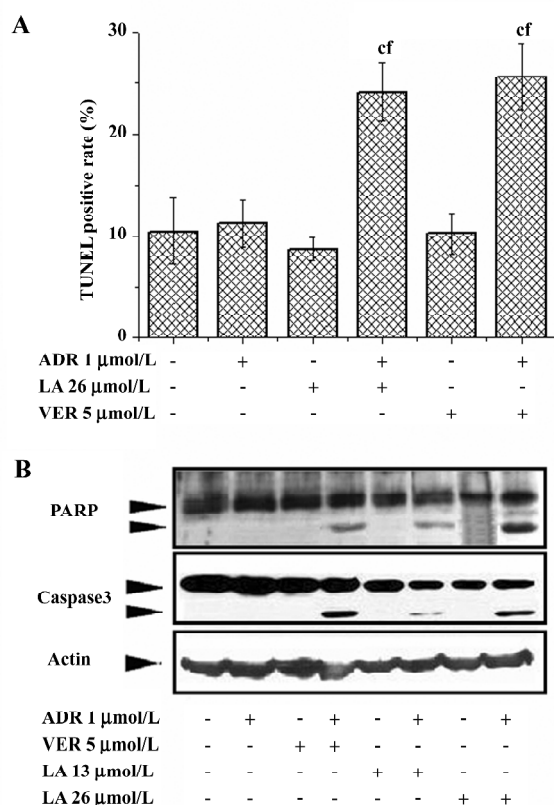 A
30
cf
cf
20
10
0
TUNEL positive rate (%)
ADR 1 μmol/L - + - + - +
LA 26 μmol/L - - + + - -
VER 5 μmol/L - - - - + +
B
PARP
Caspase3
Actin
ADR 1 μmol/L - + - + - + - +
VER 5 μmol/L - - + + - - - -
LA 13 μmol/L - - - - + + - -
LA 26 μmol/L - - - - - - + +